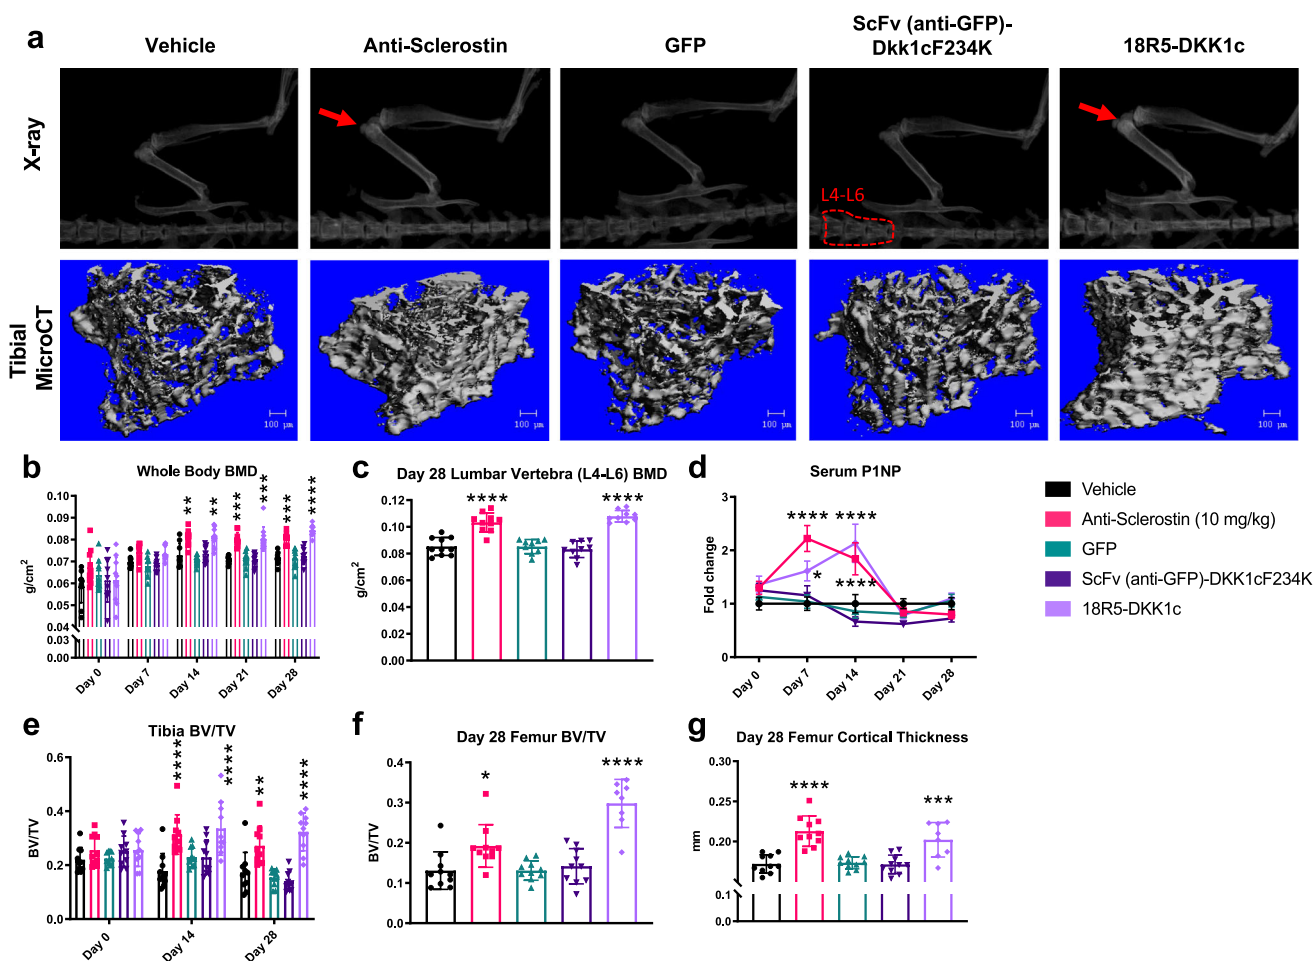 a
Vehicle
Anti-Sclerostin
GFP
ScFv (anti-GFP)-
Dkk1cF234K
18R5-DKK1c
X-ray
L4-L6
Tibial
MicroCT
100 µm
100 µm
100 µm
100 µm
100 µm
b
Whole Body BMD
g/cm2
0.10
0.09
0.08
0.07
0.06
0.05
0.04
0.03
0.00
** ** *** **** *** ****
Day 0
Day 7
Day 14
Day 21
Day 28
c
Day 28 Lumbar Vertebra (L4-L6) BMD
g/cm2
0.12
0.10
0.08
0.06
0.04
0.02
0.00
**** ****
d
Serum P1NP
Fold change
3
2
1
0
**** ****
* ****
Day 0
Day 7
Day 14
Day 21
Day 28
Vehicle
Anti-Sclerostin (10 mg/kg)
GFP
ScFv (anti-GFP)-DKK1cF234K
18R5-DKK1c
e
Tibia BV/TV
BV/TV
0.6
0.4
0.2
0.0
**** **** ** ****
Day 0
Day 14
Day 28
f
Day 28 Femur BV/TV
BV/TV
0.4
0.3
0.2
0.1
0.0
* ****
g
Day 28 Femur Cortical Thickness
mm
0.30
0.25
0.20
0.15
0.1
0.0
**** ***